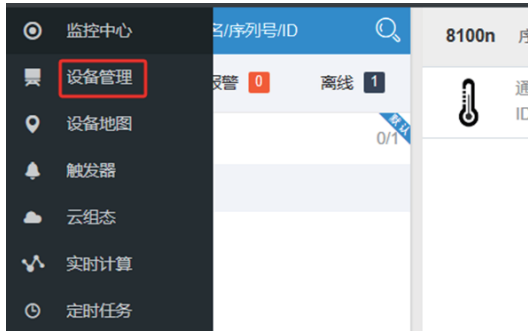 监控中心
设备管理
设备地图
触发器
云组态
实时计算
定时任务
名/序列号/ID
报警 0
离线 1
默认
0/1
8100n
ID